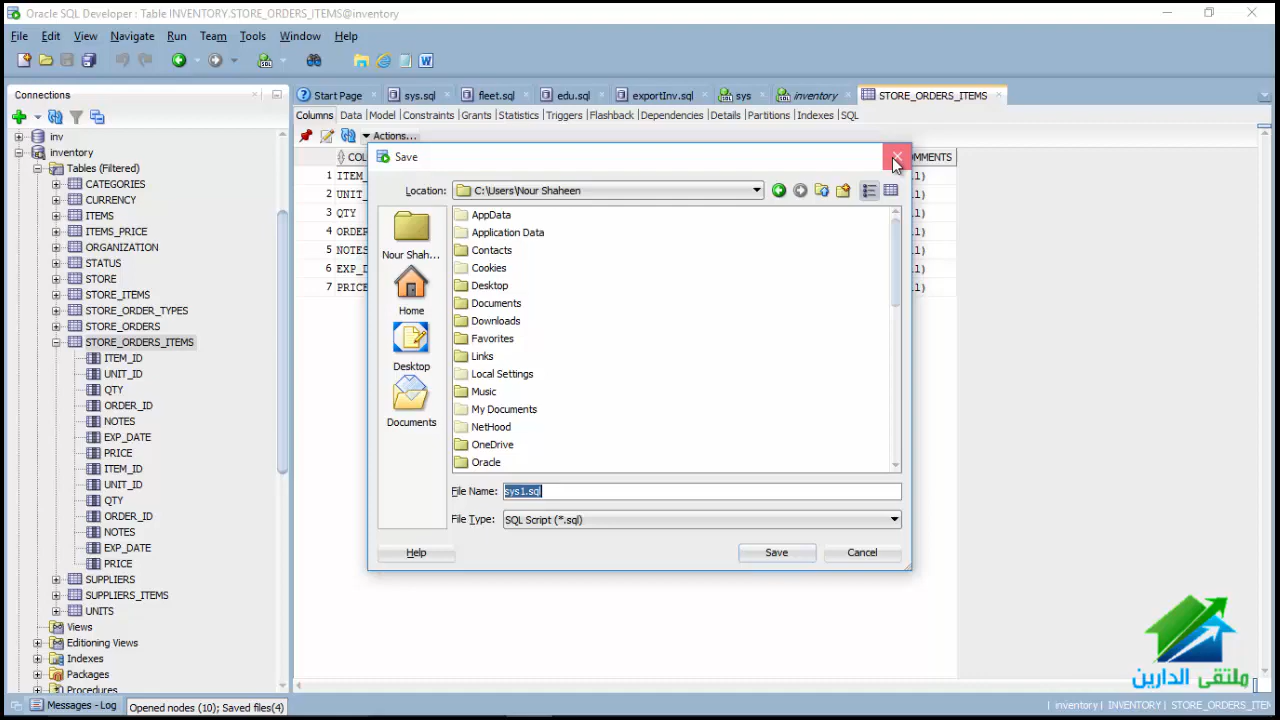 Oracle SQL Developer : Table INVENTORY.STORE_ORDERS_ITEMS@inventory
File Edit View Navigate Run Team Tools Window Help
Connections
Start Page sys.sql fleet.sql edu.sql exportInv.sql sys inventory STORE_ORDERS_ITEMS
Columns Data Model Constraints Grants Statistics Triggers Flashback Dependencies Details Partitions Indexes SQL
Actions...
inv
inventory
Tables (Filtered)
CATEGORIES
CURRENCY
ITEMS
ITEMS_PRICE
ORGANIZATION
STATUS
STORE
STORE_ITEMS
STORE_ORDER_TYPES
STORE_ORDERS
STORE_ORDERS_ITEMS
ITEM_ID
UNIT_ID
QTY
ORDER_ID
NOTES
EXP_DATE
PRICE
ITEM_ID
UNIT_ID
QTY
ORDER_ID
NOTES
EXP_DATE
PRICE
SUPPLIERS
SUPPLIERS_ITEMS
UNITS
Views
Editioning Views
Indexes
Packages
Procedures
COL
1 ITEM_
2 UNIT_
3 QTY
4 ORDER
5 NOTES
6 EXP_D
7 PRICE
MMENTS
Save
Location: C:\Users\Nour Shaheen
Nour Shah...
Home
Desktop
Documents
AppData
Application Data
Contacts
Cookies
Desktop
Documents
Downloads
Favorites
Links
Local Settings
Music
My Documents
NetHood
OneDrive
Oracle
File Name: sys1.sql
File Type: SQL Script (*.sql)
Help Save Cancel
ملتقى الدارين
Messages - Log Opened nodes (10); Saved files(4)
inventory | INVENTORY | STORE_ORDERS_ITEM